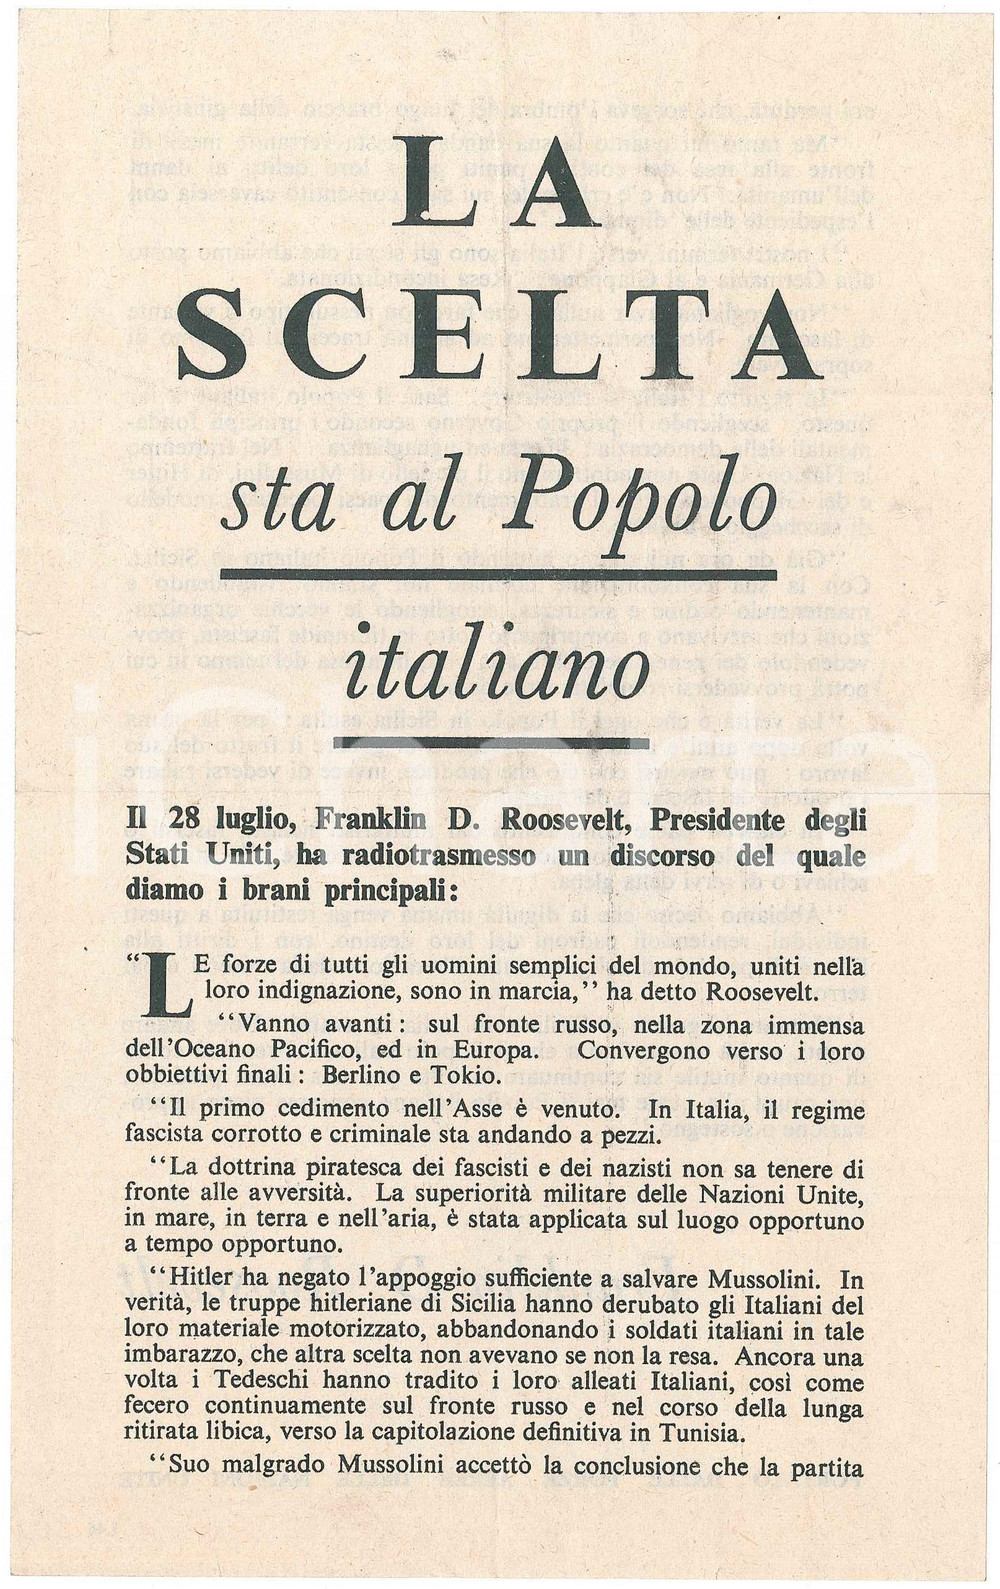 LA
SCELTA
sta al Popolo
italiano
Il 28 luglio, Franklin D. Roosevelt, Presidente degli
Stati Uniti, ha radiotrasmesso un discorso del quale
diamo i brani principali:
“LE forze di tutti gli uomini semplici del mondo, uniti nella
loro indignazione, sono in marcia,” ha detto Roosevelt.
“Vanno avanti : sul fronte russo, nella zona immensa
dell'Oceano Pacifico, ed in Europa. Convergono verso i loro
obbiettivi finali : Berlino e Tokio.
“Il primo cedimento nell'Asse è venuto. In Italia, il regime
fascista corrotto e criminale sta andando a pezzi.
“La dottrina piratesca dei fascisti e dei nazisti non sa tenere di
fronte alle avversità. La superiorità militare delle Nazioni Unite,
in mare, in terra e nell'aria, è stata applicata sul luogo opportuno
a tempo opportuno.
“Hitler ha negato l'appoggio sufficiente a salvare Mussolini. In
verità, le truppe hitleriane di Sicilia hanno derubato gli Italiani del
loro materiale motorizzato, abbandonando i soldati italiani in tale
imbarazzo, che altra scelta non avevano se non la resa. Ancora una
volta i Tedeschi hanno tradito i loro alleati Italiani, così come
fecero continuamente sul fronte russo e nel corso della lunga
ritirata libica, verso la capitolazione definitiva in Tunisia.
“Suo malgrado Mussolini accettò la conclusione che la partita